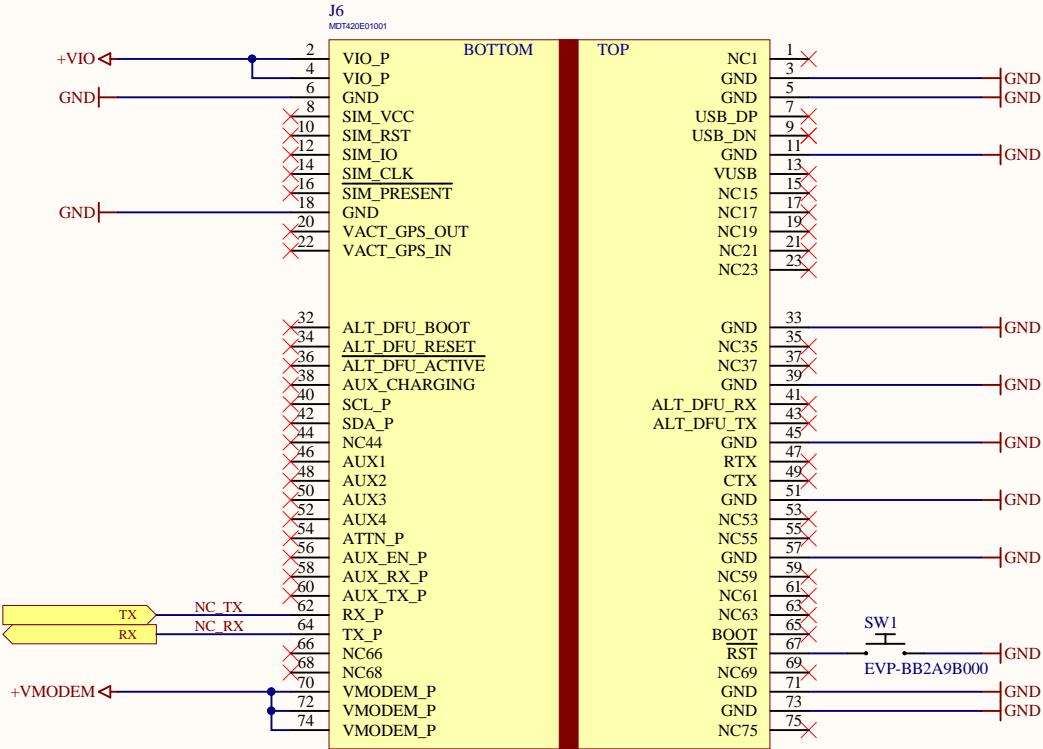 J6
MDT420E01001
BOTTOM TOP
+VIO 2 VIO_P NC1 1
4 VIO_P GND 3 GND
GND 6 GND GND 5 GND
8 SIM_VCC USB_DP 7
10 SIM_RST USB_DN 9
12 SIM_IO GND 11 GND
14 SIM_CLK VUSB 13
16 SIM_PRESENT NC15 15
GND 18 GND NC17 17
20 VACT_GPS_OUT NC19 19
22 VACT_GPS_IN NC21 21
NC23 23
32 ALT_DFU_BOOT GND 33 GND
34 ALT_DFU_RESET NC35 35
36 ALT_DFU_ACTIVE NC37 37
38 AUX_CHARGING GND 39 GND
40 SCL_P ALT_DFU_RX 41
42 SDA_P ALT_DFU_TX 43
44 NC44 GND 45 GND
46 AUX1 RTX 47
48 AUX2 CTX 49
50 AUX3 GND 51 GND
52 AUX4 NC53 53
54 ATTN_P NC55 55
56 AUX_EN_P GND 57 GND
58 AUX_RX_P NC59 59
60 AUX_TX_P NC61 61
TX NC_TX 62 RX_P NC63 63
RX NC_RX 64 TX_P BOOT 65
SW1
66 NC66 RST 67 GND
EVP-BB2A9B000
68 NC68 NC69 69
+VMODEM 70 VMODEM_P GND 71 GND
72 VMODEM_P GND 73 GND
74 VMODEM_P NC75 75